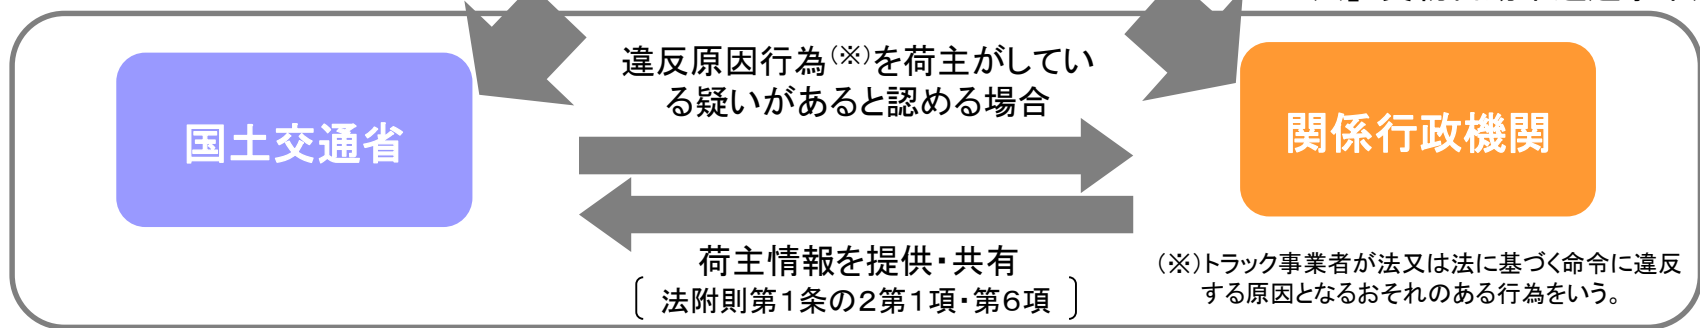 違反原因行為(※)を荷主がしてい
る疑いがあると認める場合
国土交通省
関係行政機関
荷主情報を提供・共有
〔 法附則第1条の2第1項・第6項 〕
(※)トラック事業者が法又は法に基づく命令に違反
する原因となるおそれのある行為をいう。